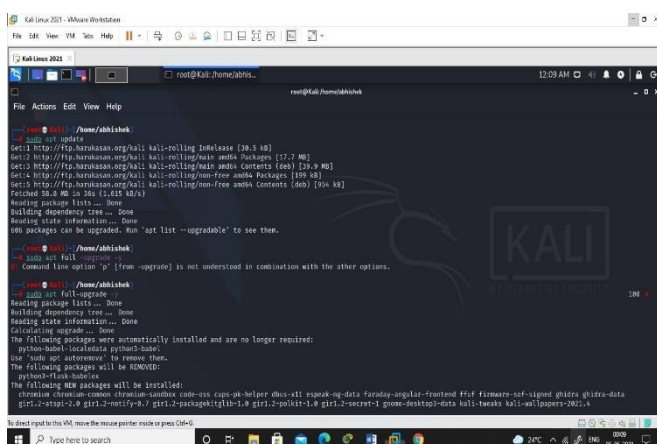 Kali Linux 2021 - VMware Workstation
File Edit View VM Tabs Help
Kali Linux 2021
root@Kali: /home/abhis...
12:09 AM
root@Kali: /home/abhishek
File Actions Edit View Help
(root Kali)-[/home/abhishek]
# sudo apt update
Get:1 http://ftp.harukasan.org/kali kali-rolling InRelease [30.5 kB]
Get:2 http://ftp.harukasan.org/kali kali-rolling/main amd64 Packages [17.7 MB]
Get:3 http://ftp.harukasan.org/kali kali-rolling/main amd64 Contents (deb) [39.9 MB]
Get:4 http://ftp.harukasan.org/kali kali-rolling/non-free amd64 Packages [199 kB]
Get:5 http://ftp.harukasan.org/kali kali-rolling/non-free amd64 Contents (deb) [954 kB]
Fetched 58.8 MB in 36s (1,615 kB/s)
Reading package lists... Done
Building dependency tree... Done
Reading state information... Done
606 packages can be upgraded. Run 'apt list --upgradable' to see them.
(root Kali)-[/home/abhishek]
# sudo apt full -upgrade -y
E: Command line option 'p' [from -upgrade] is not understood in combination with the other options.
(root Kali)-[/home/abhishek]
# sudo apt full-upgrade -y
100
Reading package lists... Done
Building dependency tree... Done
Reading state information... Done
Calculating upgrade... Done
The following packages were automatically installed and are no longer required:
python-babel-localedata python3-babel
Use 'sudo apt autoremove' to remove them.
The following packages will be REMOVED:
python3-flask-babelex
The following NEW packages will be installed:
chromium chromium-common chromium-sandbox code-oss cups-pk-helper dbus-x11 espeak-ng-data faraday-angular-frontend ffuf firmware-sof-signed ghidra ghidra-data
gir1.2-atspi-2.0 gir1.2-notify-0.7 gir1.2-packagekitglib-1.0 gir1.2-polkit-1.0 gir1.2-secret-1 gnome-desktop3-data kali-tweaks kali-wallpapers-2021.4
KALI
BY OFFENSIVE SECURITY
To direct input to this VM, move the mouse pointer inside or press Ctrl+G.
Type here to search
24°C
ENG
00:09